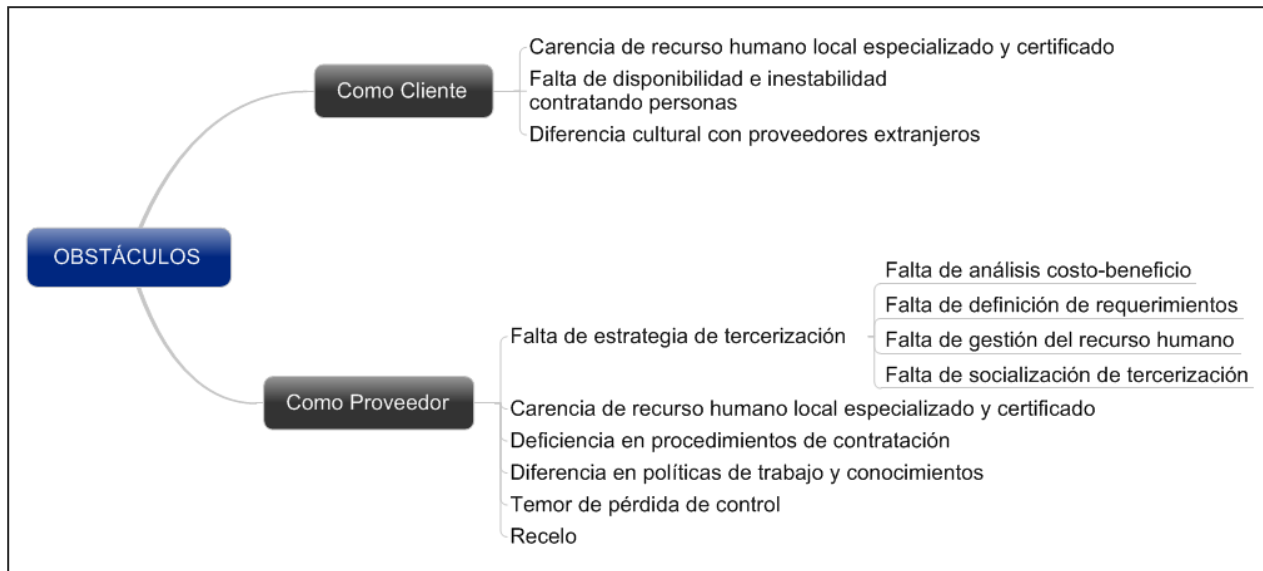 OBSTÁCULOS
Como Cliente
Carencia de recurso humano local especializado y certificado
Falta de disponibilidad e inestabilidad
contratando personas
Diferencia cultural con proveedores extranjeros
Como Proveedor
Falta de estrategia de tercerización
Falta de análisis costo-beneficio
Falta de definición de requerimientos
Falta de gestión del recurso humano
Falta de socialización de tercerización
Carencia de recurso humano local especializado y certificado
Deficiencia en procedimientos de contratación
Diferencia en políticas de trabajo y conocimientos
Temor de pérdida de control
Recelo